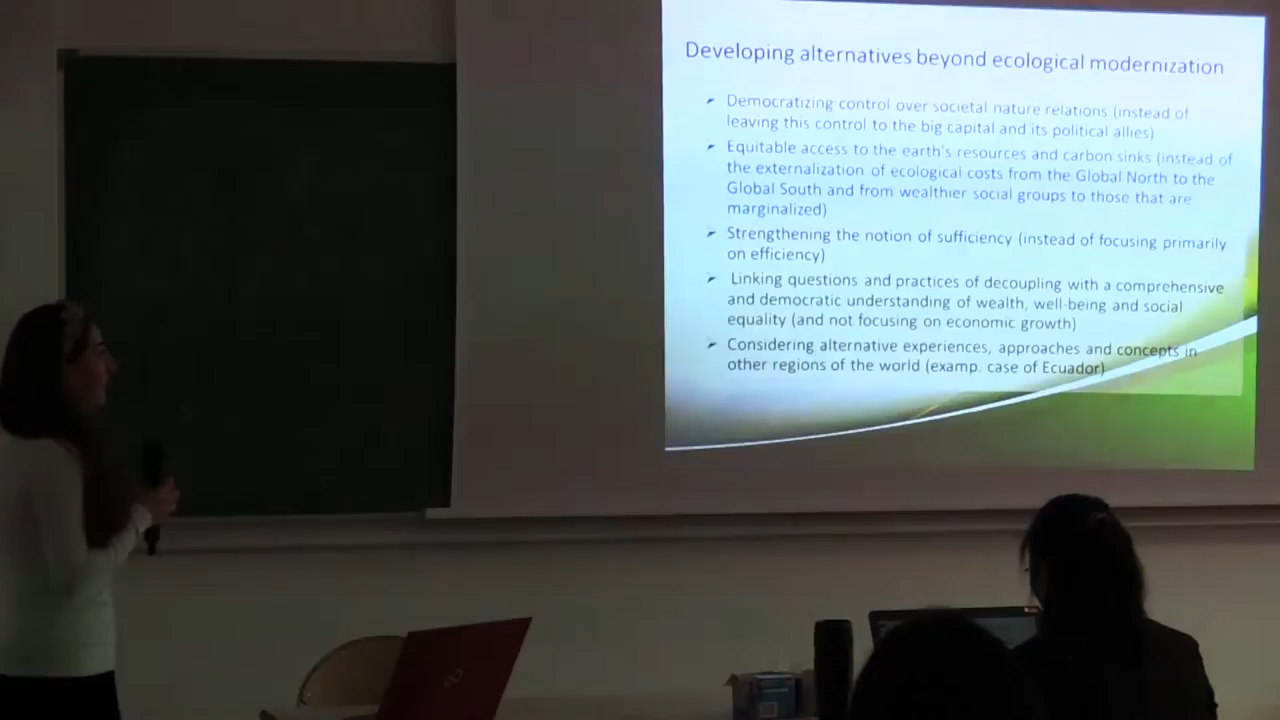 Developing alternatives beyond ecological modernization
➢ Democratizing control over societal nature relations (instead of
leaving this control to the big capital and its political allies)
➢ Equitable access to the earth's resources and carbon sinks (instead of
the externalization of ecological costs from the Global North to the
Global South and from wealthier social groups to those that are
marginalized)
➢ Strengthening the notion of sufficiency (instead of focusing primarily
on efficiency)
➢ Linking questions and practices of decoupling with a comprehensive
and democratic understanding of wealth, well-being and social
equality (and not focusing on economic growth)
➢ Considering alternative experiences, approaches and concepts in
other regions of the world (examp. case of Ecuador)